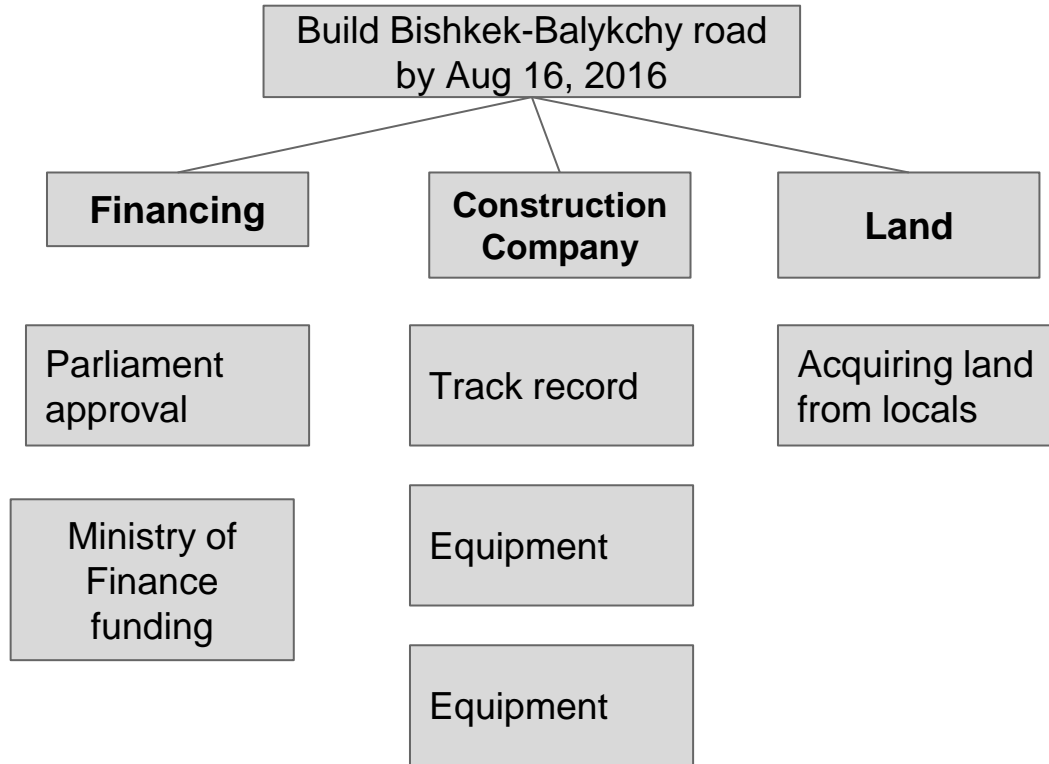 Build Bishkek-Balykchy road
by Aug 16, 2016
Financing
Construction
Company
Land
Parliament
approval
Track record
Acquiring land
from locals
Ministry of
Finance
funding
Equipment
Equipment